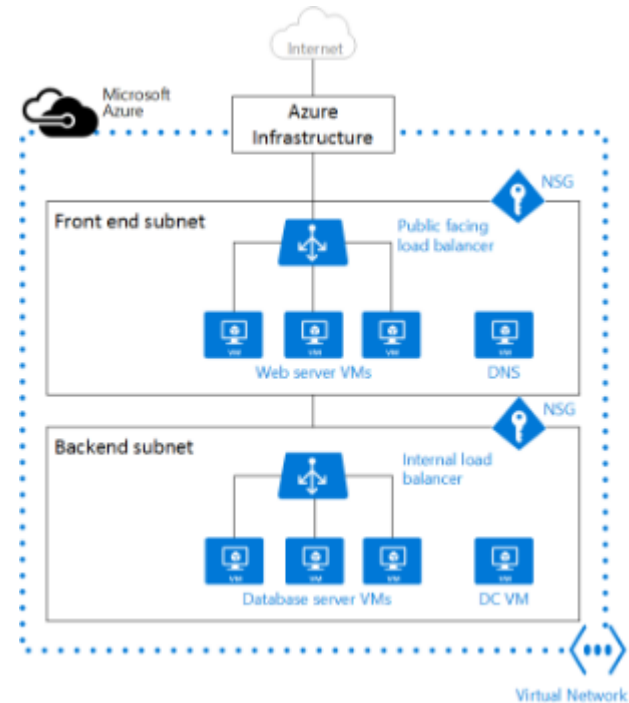 Internet
Microsoft
Azure
Azure
Infrastructure
NSG
Front end subnet
Public facing
load balancer
VM
VM
VM
VM
Web server VMs
DNS
NSG
Backend subnet
Internal load
balancer
VM
VM
VM
VM
Database server VMs
DC VM
Virtual Network